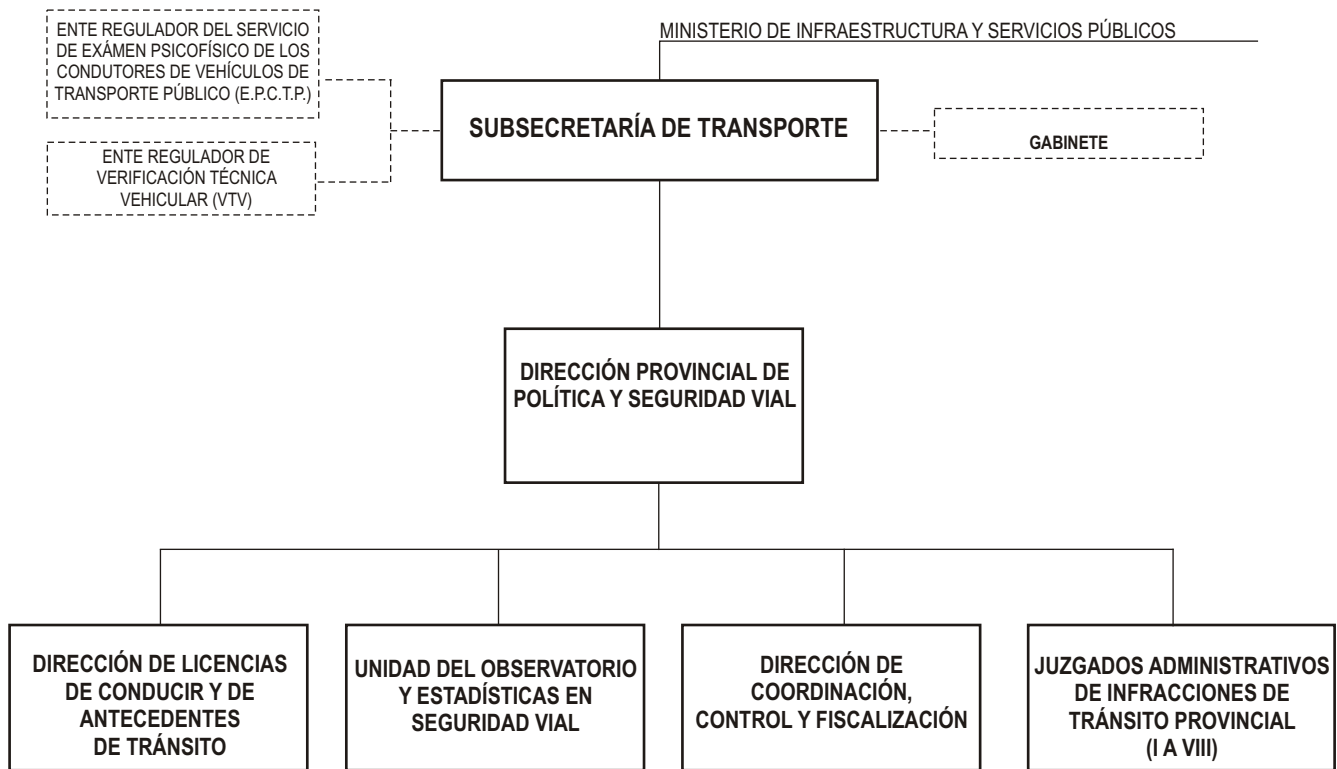 ENTE REGULADOR DEL SERVICIO
DE EXÁMEN PSICOFÍSICO DE LOS
CONDUTORES DE VEHÍCULOS DE
TRANSPORTE PÚBLICO (E.P.C.T.P.)
MINISTERIO DE INFRAESTRUCTURA Y SERVICIOS PÚBLICOS
SUBSECRETARÍA DE TRANSPORTE
GABINETE
ENTE REGULADOR DE
VERIFICACIÓN TÉCNICA
VEHICULAR (VTV)
DIRECCIÓN PROVINCIAL DE
POLÍTICA Y SEGURIDAD VIAL
DIRECCIÓN DE LICENCIAS
DE CONDUCIR Y DE
ANTECEDENTES
DE TRÁNSITO
UNIDAD DEL OBSERVATORIO
Y ESTADÍSTICAS EN
SEGURIDAD VIAL
DIRECCIÓN DE
COORDINACIÓN,
CONTROL Y FISCALIZACIÓN
JUZGADOS ADMINISTRATIVOS
DE INFRACCIONES DE
TRÁNSITO PROVINCIAL
(I A VIII)